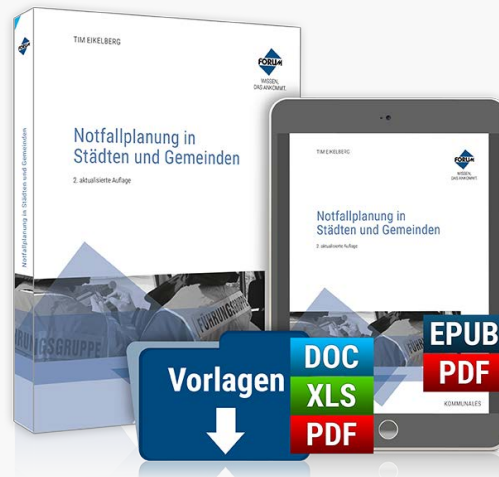 TIM EIKELBERG
FORUM
WISSEN,
DAS ANKOMMT.
Notfallplanung in
Städten und Gemeinden
2. aktualisierte Auflage
Notfallplanung in Städten und Gemeinden
FÜHRUNGSGRUPPE
FÜHRUNGSGRUPPE
TIM EIKELBERG
FORUM
WISSEN,
DAS ANKOMMT.
Notfallplanung in
Städten und Gemeinden
2. aktualisierte Auflage
FÜHRUNGSGRUPPE
KOMMUNALES
Vorlagen
DOC
XLS
PDF
EPUB
PDF